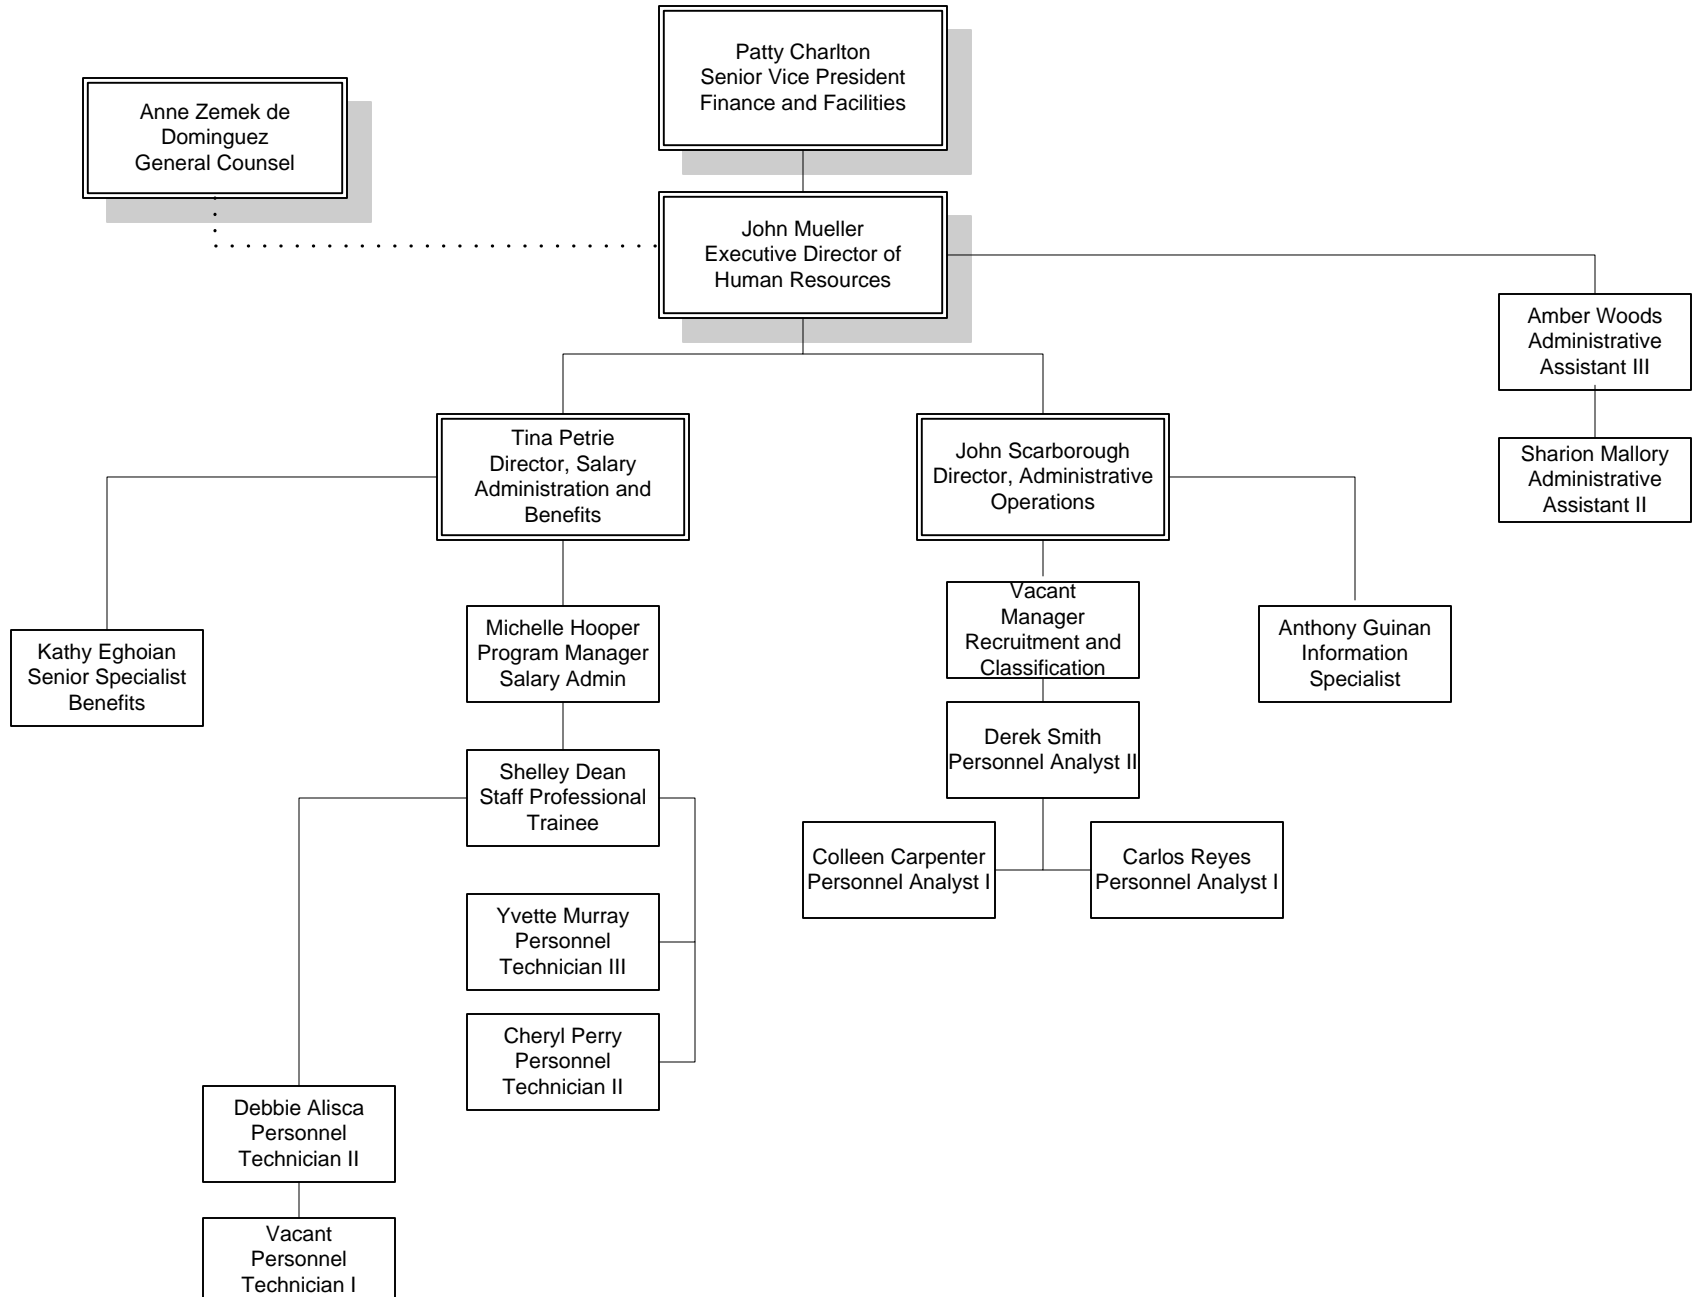 Patty Charlton
Senior Vice President
Finance and Facilities
Anne Zemek de
Dominguez
General Counsel
John Mueller
Executive Director of
Human Resources
Amber Woods
Administrative
Assistant III
Sharion Mallory
Administrative
Assistant II
Tina Petrie
Director, Salary
Administration and
Benefits
John Scarborough
Director, Administrative
Operations
Kathy Eghoian
Senior Specialist
Benefits
Michelle Hooper
Program Manager
Salary Admin
Vacant
Manager
Recruitment and
Classification
Anthony Guinan
Information
Specialist
Shelley Dean
Staff Professional
Trainee
Derek Smith
Personnel Analyst II
Colleen Carpenter
Personnel Analyst I
Carlos Reyes
Personnel Analyst I
Yvette Murray
Personnel
Technician III
Cheryl Perry
Personnel
Technician II
Debbie Alisca
Personnel
Technician II
Vacant
Personnel
Technician I